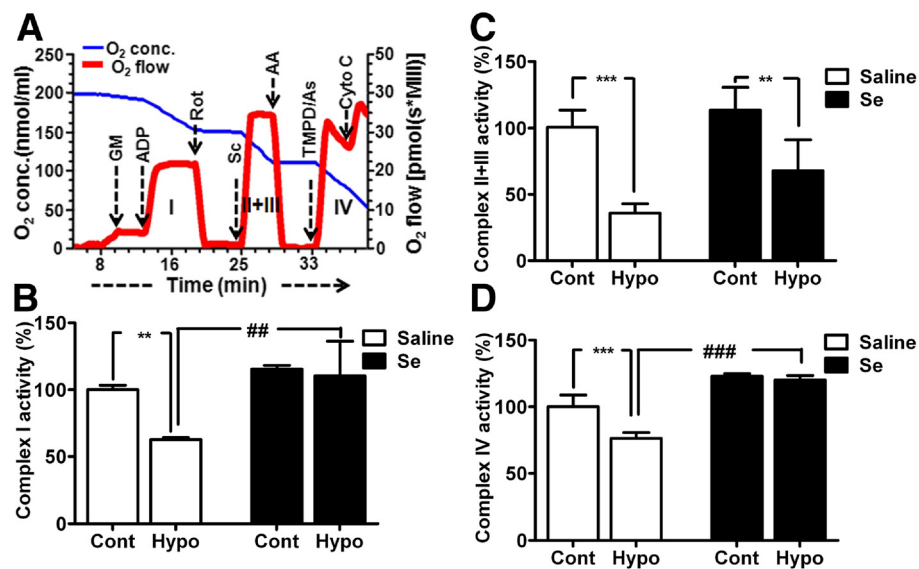 A
O₂ conc.
O₂ flow
250
200
150
100
50
0
O₂ conc.(nmol/ml)
50
40
30
20
10
0
O₂ flow [pmol(s*Mill)]
GM
ADP
Rot
Sc
AA
TMPD/As
Cyto C
I
II+III
IV
8
16
25
33
Time (min)
B
Complex I activity (%)
150
100
50
0
**
##
Saline
Se
Cont
Hypo
Cont
Hypo
C
Complex II+III activity (%)
150
100
50
0
***
**
Saline
Se
Cont
Hypo
Cont
Hypo
D
Complex IV activity (%)
150
100
50
0
***
###
Saline
Se
Cont
Hypo
Cont
Hypo